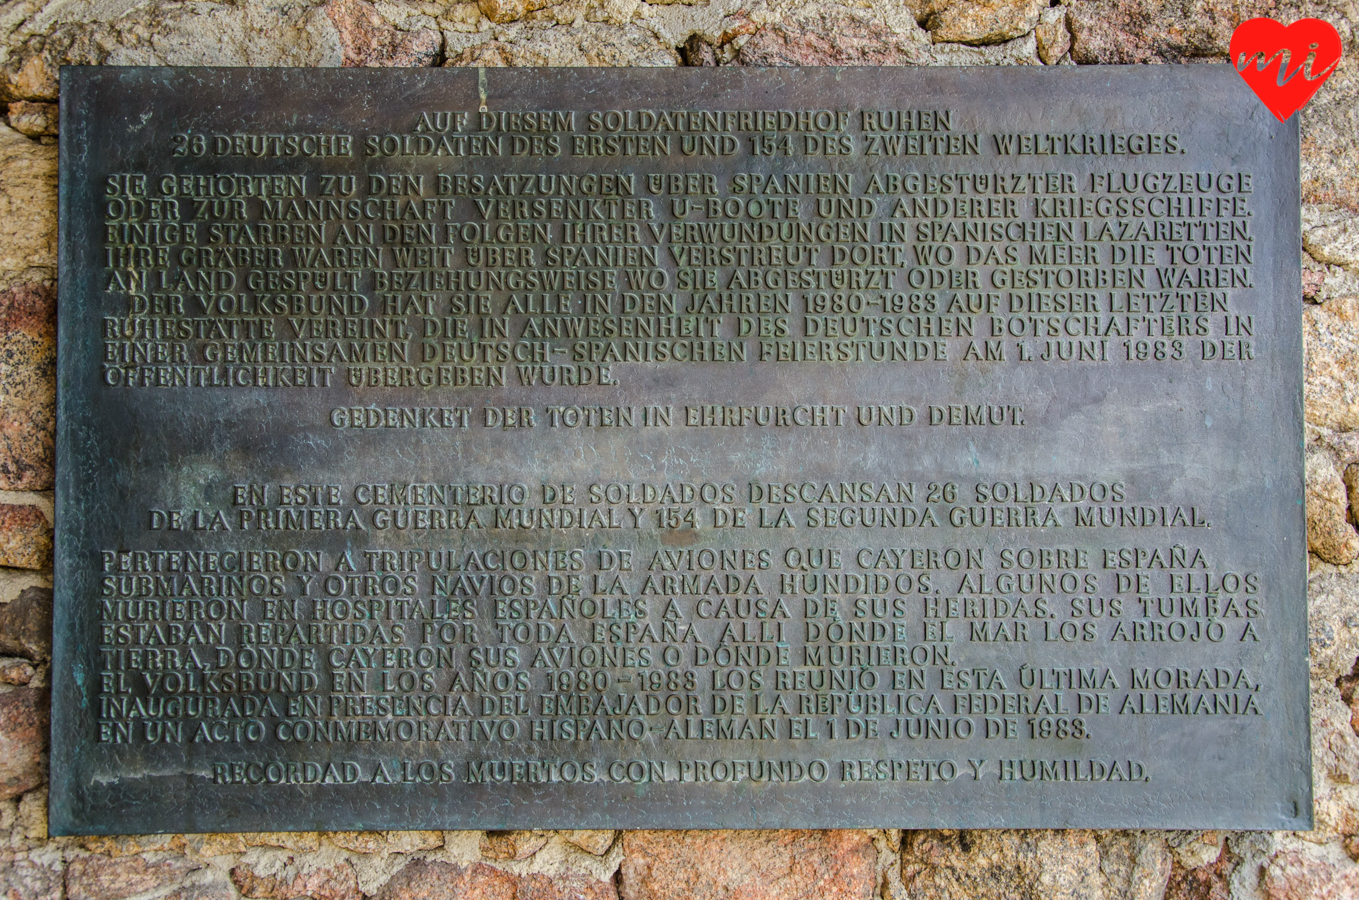 mi
AUF DIESEM SOLDATENFRIEDHOF RUHEN
26 DEUTSCHE SOLDATEN DES ERSTEN UND 154 DES ZWEITEN WELTKRIEGES.
SIE GEHÖRTEN ZU DEN BESATZUNGEN ÜBER SPANIEN ABGESTÜRZTER FLUGZEUGE
ODER ZUR MANNSCHAFT VERSENKTER U-BOOTE UND ANDERER KRIEGSSCHIFFE.
EINIGE STARBEN AN DEN FOLGEN IHRER VERWUNDUNGEN IN SPANISCHEN LAZARETTEN.
IHRE GRÄBER WAREN WEIT ÜBER SPANIEN VERSTREUT DORT, WO DAS MEER DIE TOTEN
AN LAND GESPÜLT BEZIEHUNGSWEISE WO SIE ABGESTÜRZT ODER GESTORBEN WAREN.
DER VOLKSBUND HAT SIE ALLE IN DEN JAHREN 1980-1983 AUF DIESER LETZTEN
RUHESTÄTTE VEREINT, DIE IN ANWESENHEIT DES DEUTSCHEN BOTSCHAFTERS IN
EINER GEMEINSAMEN DEUTSCH-SPANISCHEN FEIERSTUNDE AM 1. JUNI 1983 DER
ÖFFENTLICHKEIT ÜBERGEBEN WURDE.
GEDENKET DER TOTEN IN EHRFURCHT UND DEMUT.
EN ESTE CEMENTERIO DE SOLDADOS DESCANSAN 26 SOLDADOS
DE LA PRIMERA GUERRA MUNDIAL Y 154 DE LA SEGUNDA GUERRA MUNDIAL.
PERTENECIERON A TRIPULACIONES DE AVIONES QUE CAYERON SOBRE ESPAÑA
SUBMARINOS Y OTROS NAVIOS DE LA ARMADA HUNDIDOS. ALGUNOS DE ELLOS
MURIERON EN HOSPITALES ESPAÑOLES A CAUSA DE SUS HERIDAS. SUS TUMBAS
ESTABAN REPARTIDAS POR TODA ESPAÑA ALLI DÓNDE EL MAR LOS ARROJÓ A
TIERRA, DÓNDE CAYERON SUS AVIONES O DÓNDE MURIERON.
EL VOLKSBUND EN LOS AÑOS 1980-1983 LOS REUNIÓ EN ESTA ÚLTIMA MORADA,
INAUGURADA EN PRESENCIA DEL EMBAJADOR DE LA REPÚBLICA FEDERAL DE ALEMANIA
EN UN ACTO CONMEMORATIVO HISPANO-ALEMAN EL 1 DE JUNIO DE 1983.
RECORDAD A LOS MUERTOS CON PROFUNDO RESPETO Y HUMILDAD.